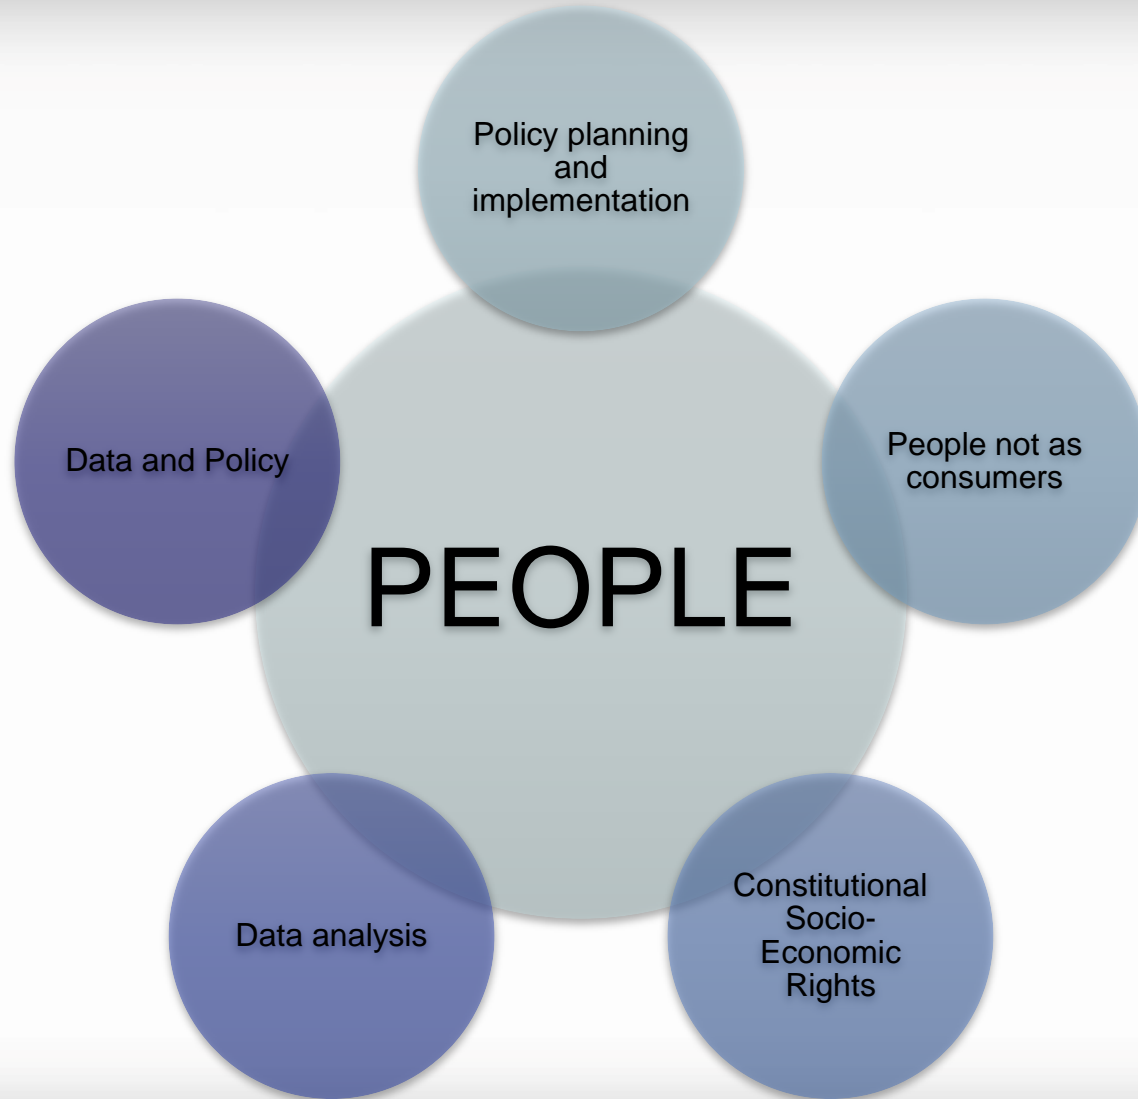 Policy planning
and
implementation
Data and Policy
People not as
consumers
PEOPLE
Data analysis
Constitutional
Socio-
Economic
Rights